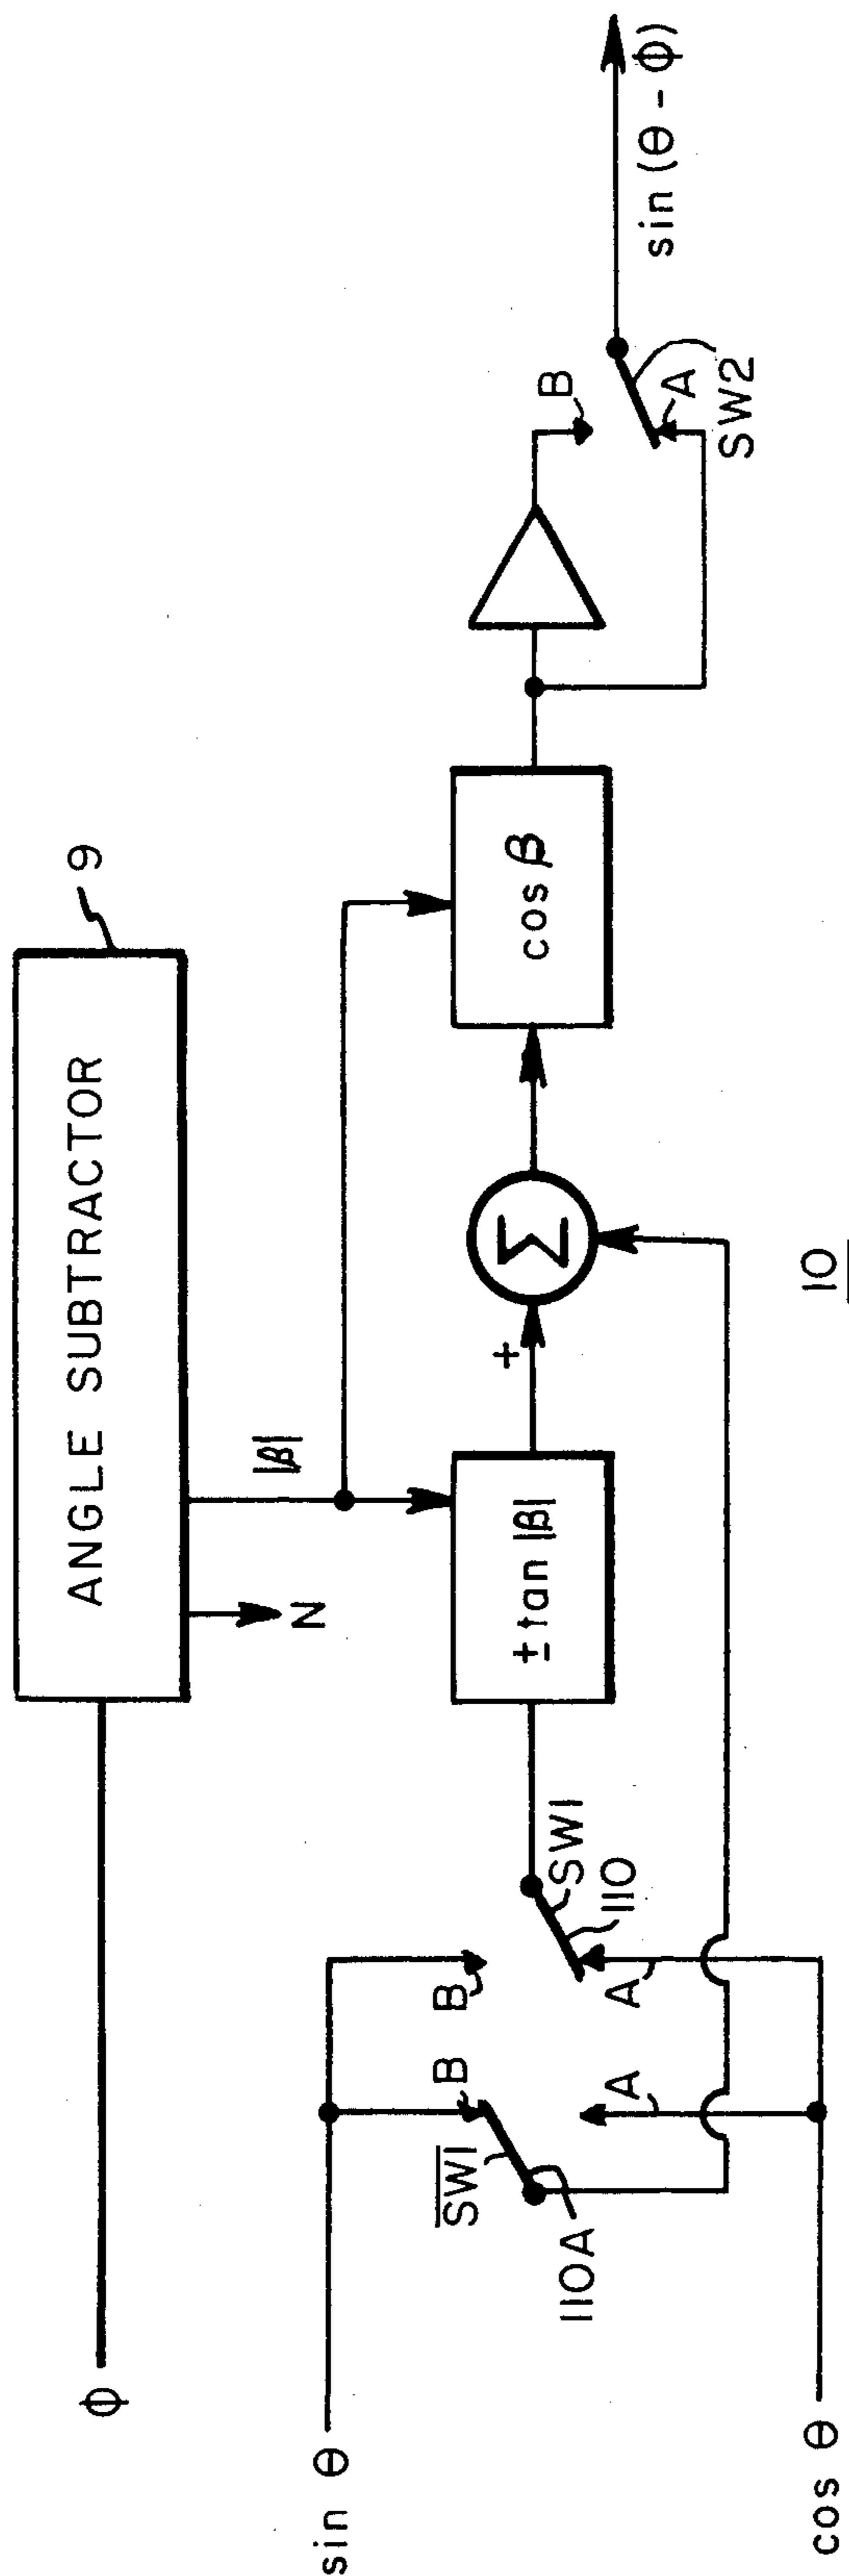 ϕ
ANGLE SUBTRACTOR
9
N
|β|
sin θ
cos θ
SW1
110A
B
A
B
A
SW1
110
± tan |β|
+
Σ
cos β
B
A
SW2
sin (θ - ϕ)
10